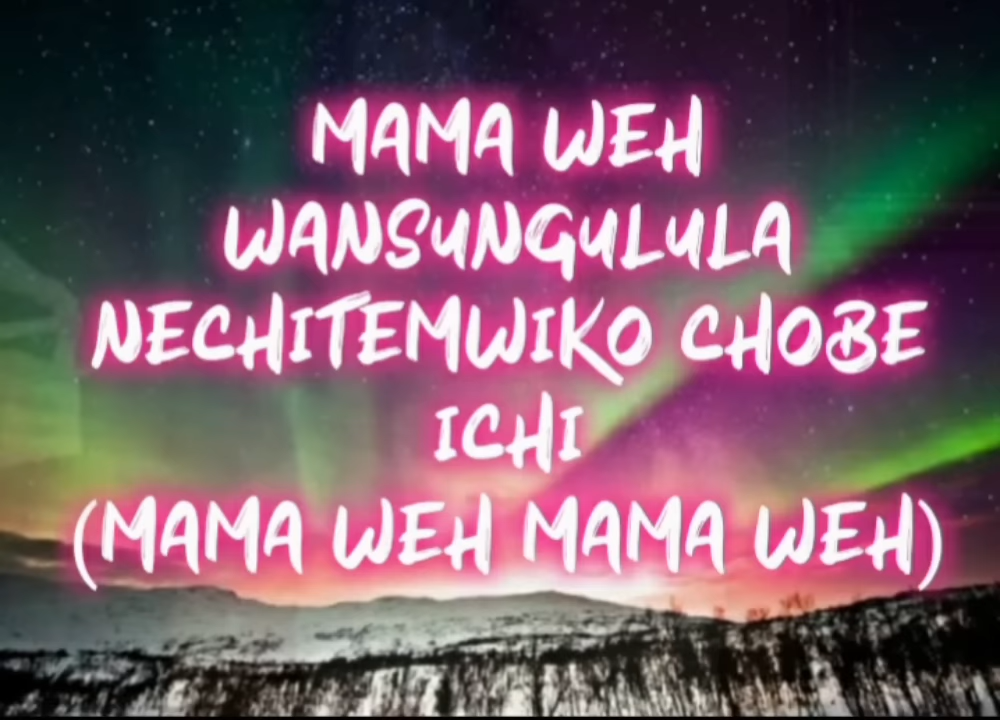 MAMA WEH
WANSUNGULULA
NECHITEMWIKO CHOBE
ICHI
(MAMA WEH MAMA WEH)